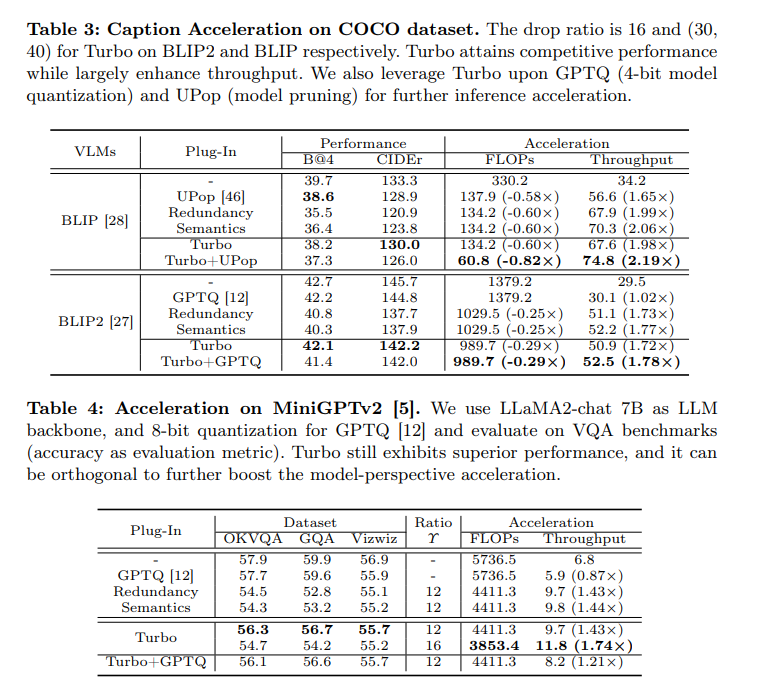 Table 3: Caption Acceleration on COCO dataset. The drop ratio is 16 and (30,
40) for Turbo on BLIP2 and BLIP respectively. Turbo attains competitive performance
while largely enhance throughput. We also leverage Turbo upon GPTQ (4-bit model
quantization) and UPop (model pruning) for further inference acceleration.
VLMs Plug-In Performance Acceleration
B@4 CIDEr FLOPs Throughput
- 39.7 133.3 330.2 34.2
UPop [46] 38.6 128.9 137.9 (-0.58×) 56.6 (1.65×)
Redundancy 35.5 120.9 134.2 (-0.60×) 67.9 (1.99×)
BLIP [28] Semantics 36.4 123.8 134.2 (-0.60×) 70.3 (2.06×)
Turbo 38.2 130.0 134.2 (-0.60×) 67.6 (1.98×)
Turbo+UPop 37.3 126.0 60.8 (-0.82×) 74.8 (2.19×)
- 42.7 145.7 1379.2 29.5
GPTQ [12] 42.2 144.8 1379.2 30.1 (1.02×)
Redundancy 40.8 137.7 1029.5 (-0.25×) 51.1 (1.73×)
BLIP2 [27] Semantics 40.3 137.9 1029.5 (-0.25×) 52.2 (1.77×)
Turbo 42.1 142.2 989.7 (-0.29×) 50.9 (1.72×)
Turbo+GPTQ 41.4 142.0 989.7 (-0.29×) 52.5 (1.78×)
Table 4: Acceleration on MiniGPTv2 [5]. We use LLaMA2-chat 7B as LLM
backbone, and 8-bit quantization for GPTQ [12] and evaluate on VQA benchmarks
(accuracy as evaluation metric). Turbo still exhibits superior performance, and it can
be orthogonal to further boost the model-perspective acceleration.
Plug-In Dataset Ratio Acceleration
OKVQA GQA Vizwiz ϒ FLOPs Throughput
- 57.9 59.9 56.9 - 5736.5 6.8
GPTQ [12] 57.7 59.6 55.9 - 5736.5 5.9 (0.87×)
Redundancy 54.5 52.8 55.1 12 4411.3 9.7 (1.43×)
Semantics 54.3 53.2 55.2 12 4411.3 9.8 (1.44×)
Turbo 56.3 56.7 55.7 12 4411.3 9.7 (1.43×)
54.7 54.2 55.2 16 3853.4 11.8 (1.74×)
Turbo+GPTQ 56.1 56.6 55.7 12 4411.3 8.2 (1.21×)